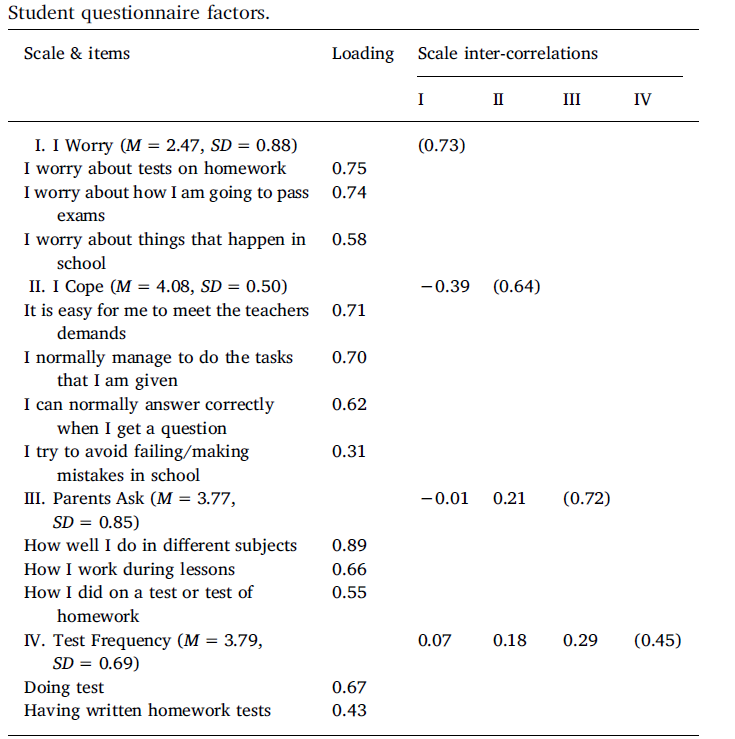 Student questionnaire factors.
Scale & items Loading Scale inter-correlations
I II III IV
I. I Worry (M = 2.47, SD = 0.88) (0.73)
I worry about tests on homework 0.75
I worry about how I am going to pass 0.74
exams
I worry about things that happen in 0.58
school
II. I Cope (M = 4.08, SD = 0.50) −0.39 (0.64)
It is easy for me to meet the teachers 0.71
demands
I normally manage to do the tasks 0.70
that I am given
I can normally answer correctly 0.62
when I get a question
I try to avoid failing/making 0.31
mistakes in school
III. Parents Ask (M = 3.77, −0.01 0.21 (0.72)
SD = 0.85)
How well I do in different subjects 0.89
How I work during lessons 0.66
How I did on a test or test of 0.55
homework
IV. Test Frequency (M = 3.79, 0.07 0.18 0.29 (0.45)
SD = 0.69)
Doing test 0.67
Having written homework tests 0.43